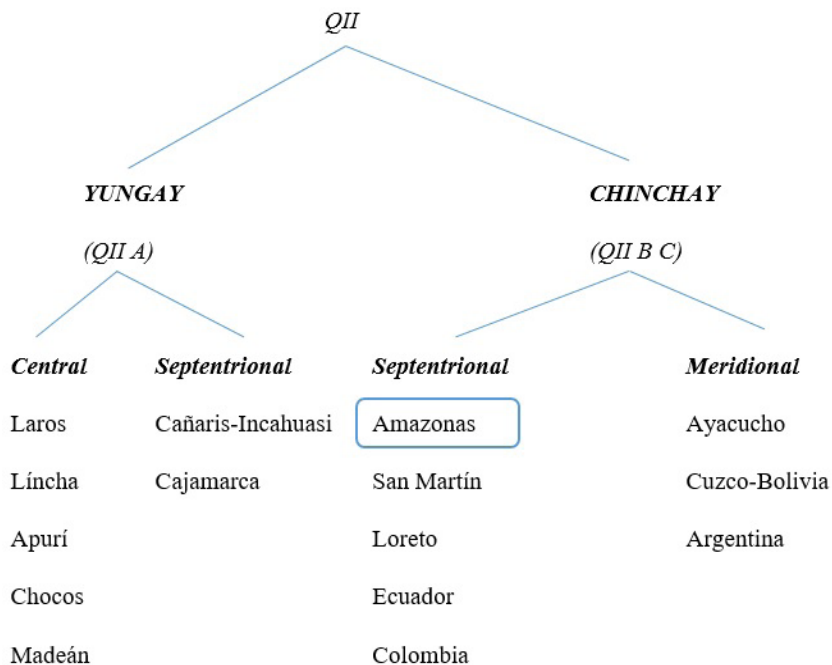 QII
YUNGAY CHINCHAY
(QII A) (QII B C)
Central Septentrional Septentrional Meridional
Laros Cañaris-Incahuasi Amazonas Ayacucho
Líncha Cajamarca San Martín Cuzco-Bolivia
Apurí Loreto Argentina
Chocos Ecuador
Madeán Colombia